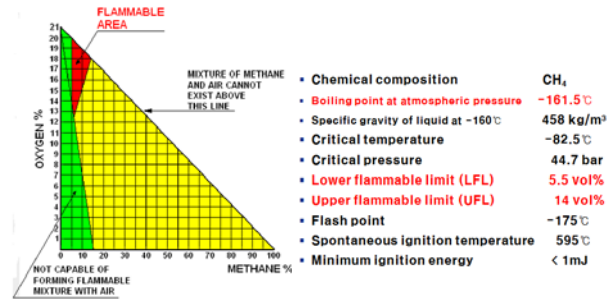 FLAMMABLE
AREA
MIXTURE OF METHANE
AND AIR CANNOT
EXIST ABOVE
THIS LINE
OXYGEN %
21
20
19
18
17
16
15
14
13
12
11
10
9
8
7
6
5
4
3
2
1
0 10 20 30 40 50 60 70 80 90 100
METHANE %
NOT CAPABLE OF
FORMING FLAMMABLE
MIXTURE WITH AIR
▪ Chemical composition CH₄
▪ Boiling point at atmospheric pressure -161.5℃
▪ Specific gravity of liquid at -160℃ 458 kg/m³
▪ Critical temperature -82.5℃
▪ Critical pressure 44.7 bar
▪ Lower flammable limit (LFL) 5.5 vol%
▪ Upper flammable limit (UFL) 14 vol%
▪ Flash point -175℃
▪ Spontaneous ignition temperature 595℃
▪ Minimum ignition energy < 1mJ